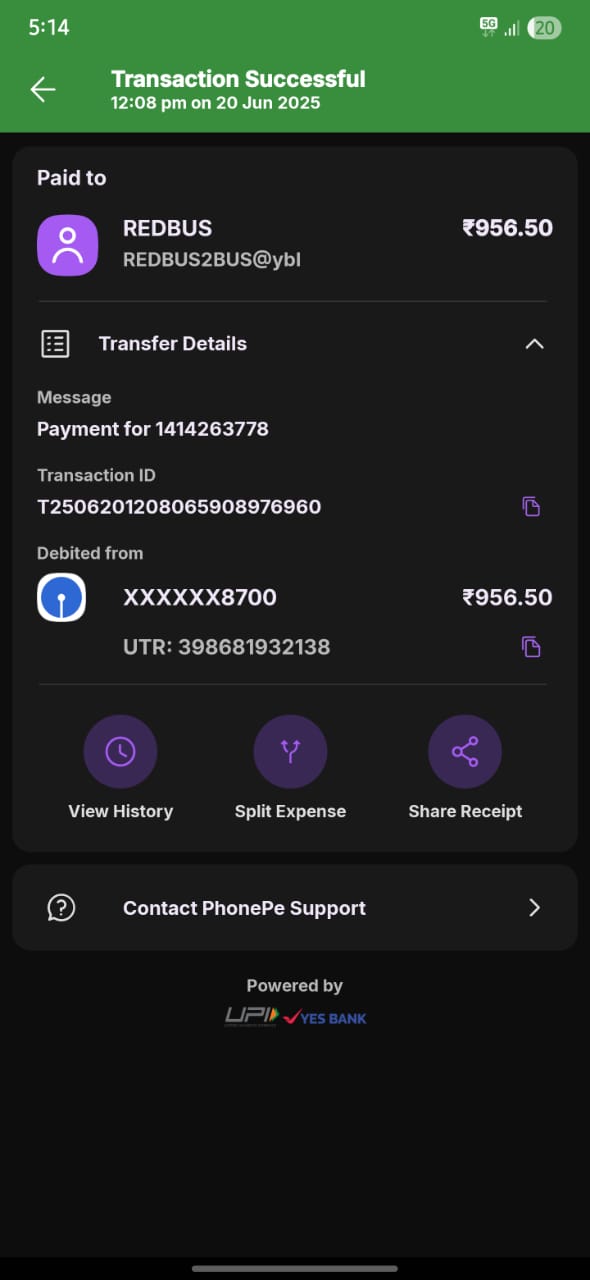 5:14
5G
20
Transaction Successful
12:08 pm on 20 Jun 2025
Paid to
REDBUS
₹956.50
REDBUS2BUS@ybl
Transfer Details
Message
Payment for 1414263778
Transaction ID
T2506201208065908976960
Debited from
XXXXXX8700
₹956.50
UTR: 398681932138
View History
Split Expense
Share Receipt
Contact PhonePe Support
Powered by
UPI YES BANK